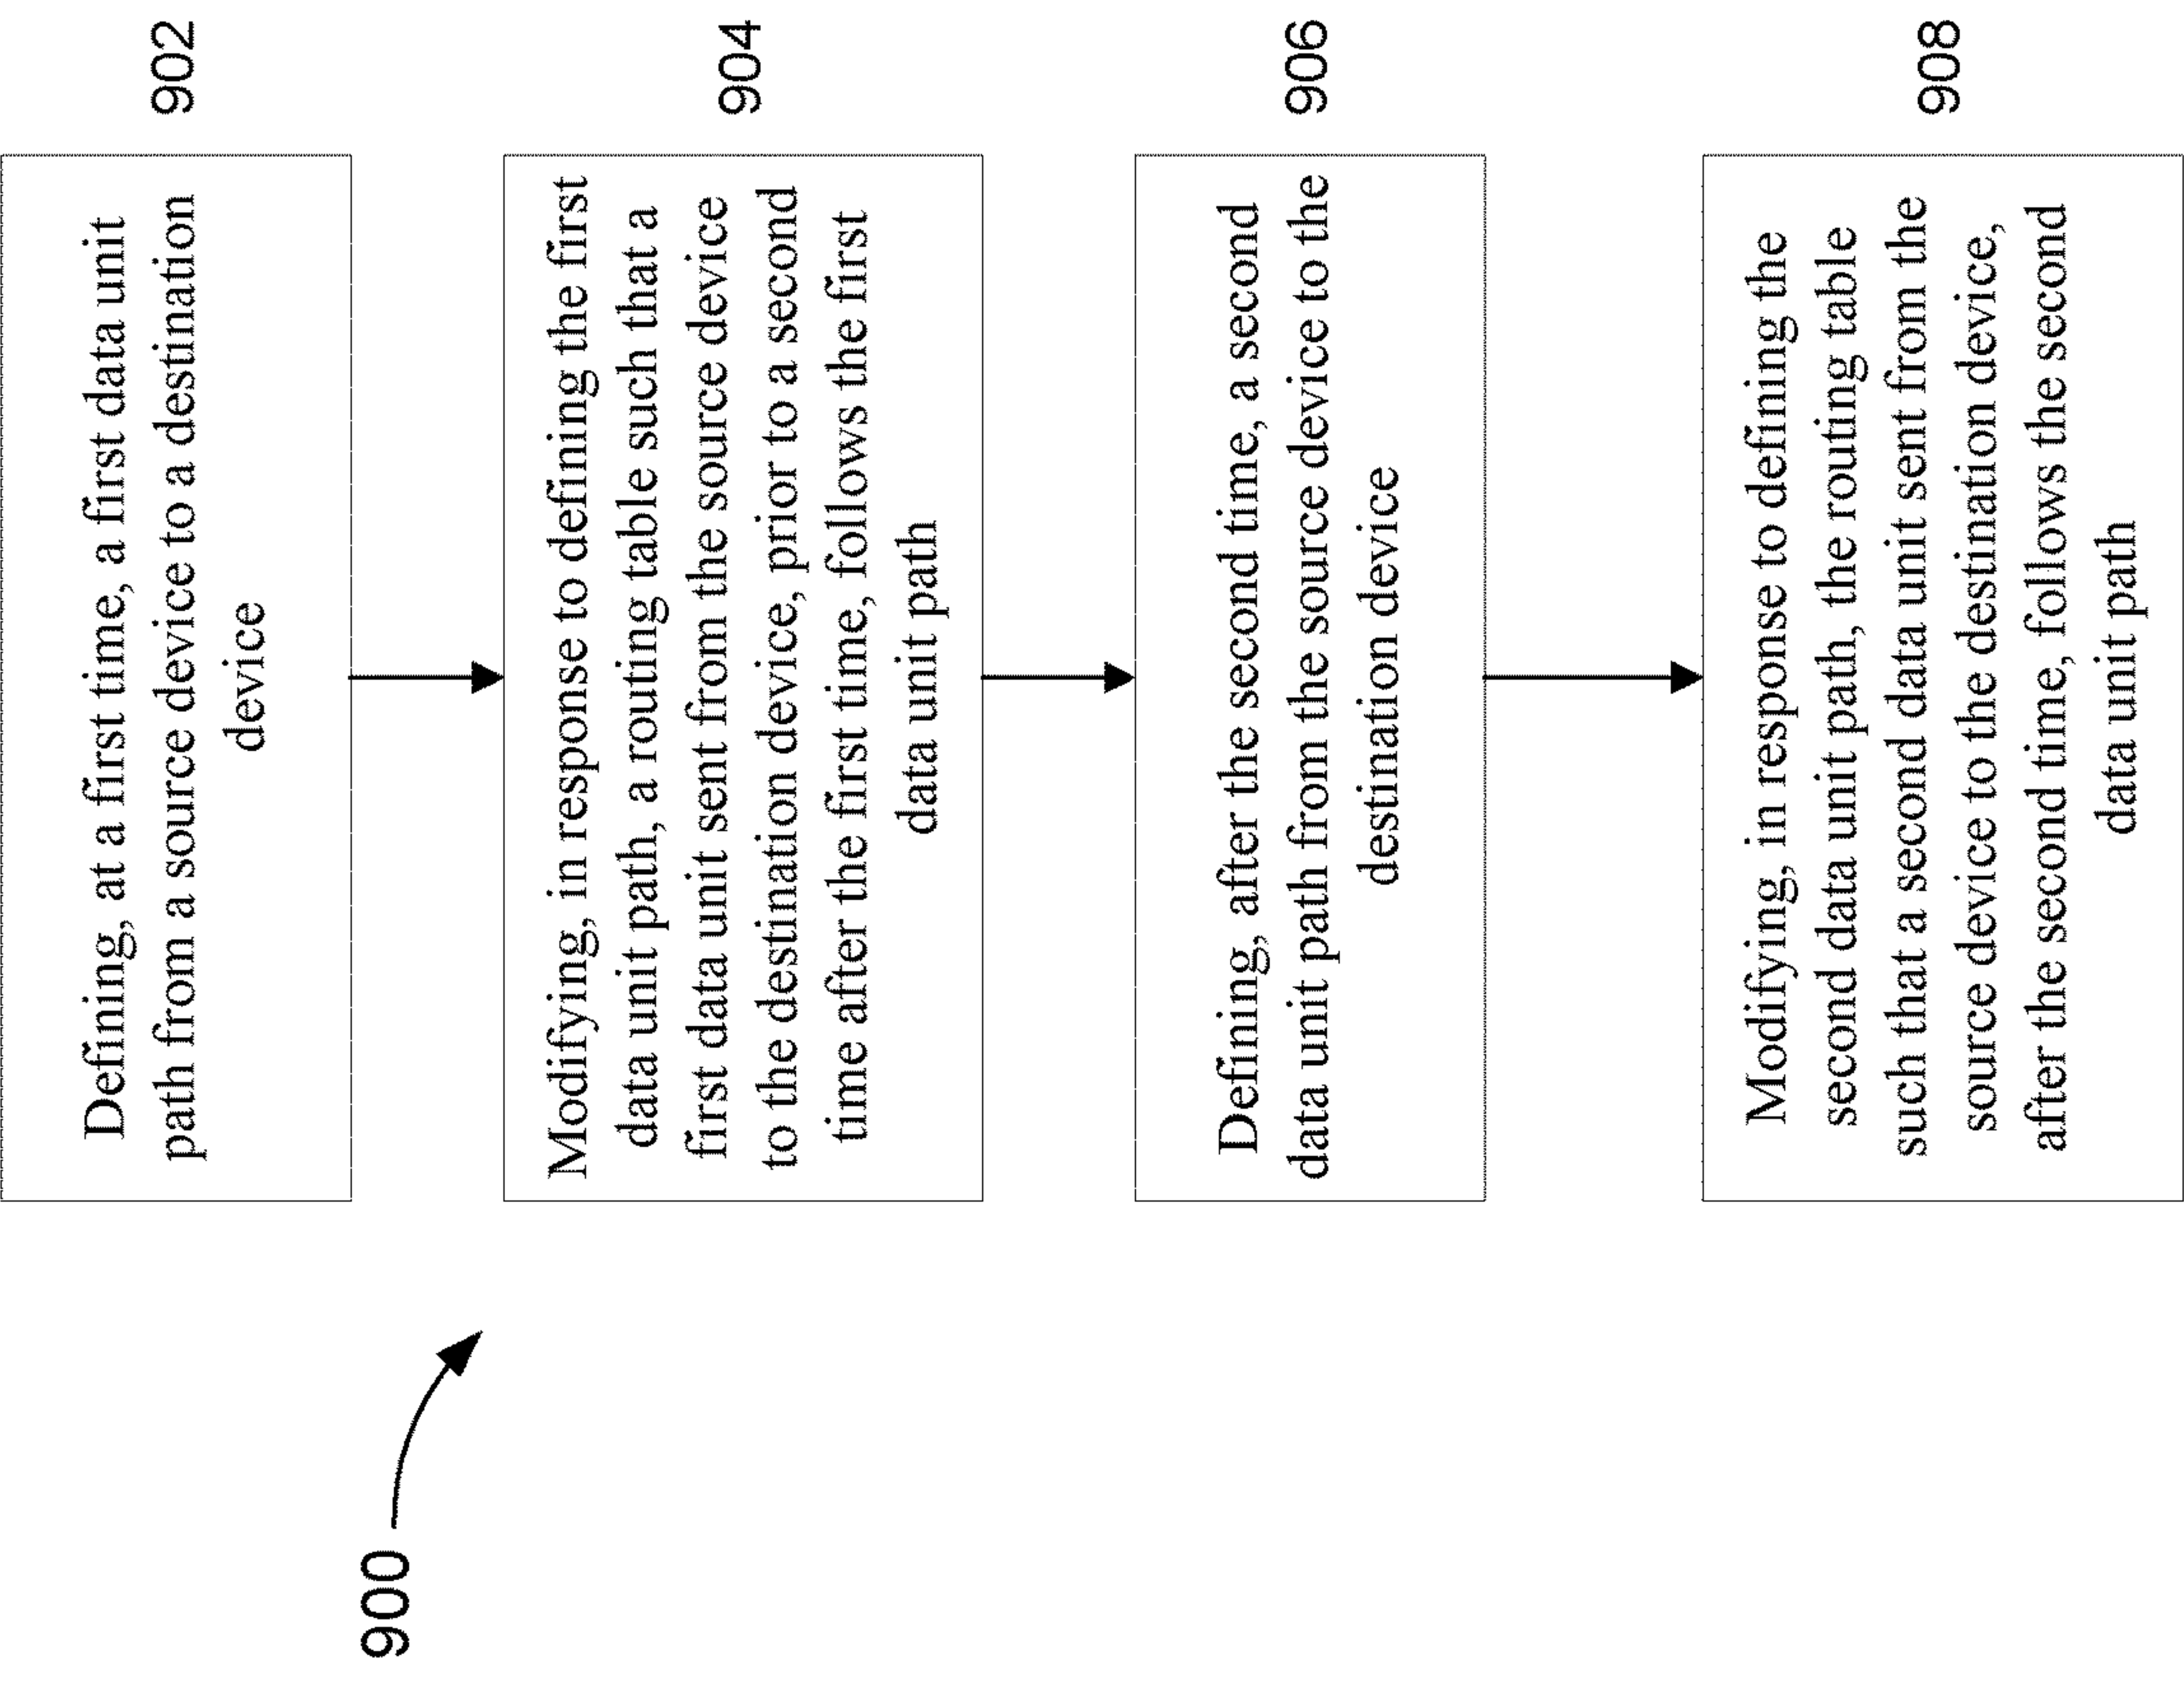 900
Defining, at a first time, a first data unit
path from a source device to a destination
device
902
Modifying, in response to defining the first
data unit path, a routing table such that a
first data unit sent from the source device
to the destination device, prior to a second
time after the first time, follows the first
data unit path
904
Defining, after the second time, a second
data unit path from the source device to the
destination device
906
Modifying, in response to defining the
second data unit path, the routing table
such that a second data unit sent from the
source device to the destination device,
after the second time, follows the second
data unit path
908